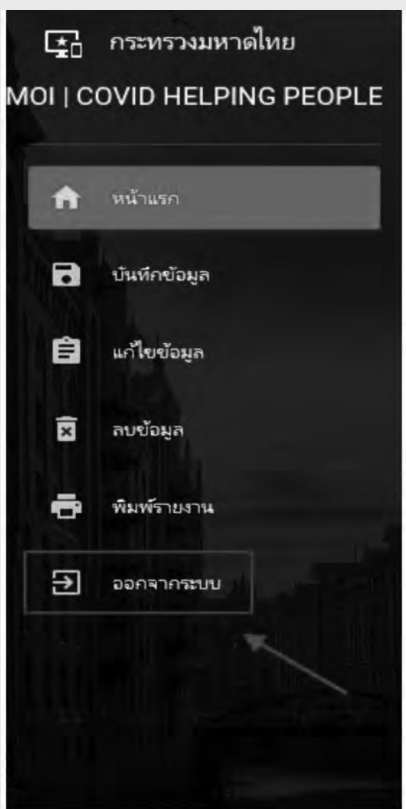 กระทรวงมหาดไทย
MOI | COVID HELPING PEOPLE
หน้าแรก
บันทึกข้อมูล
แก้ไขข้อมูล
ลบข้อมูล
พิมพ์รายงาน
ออกจากระบบ